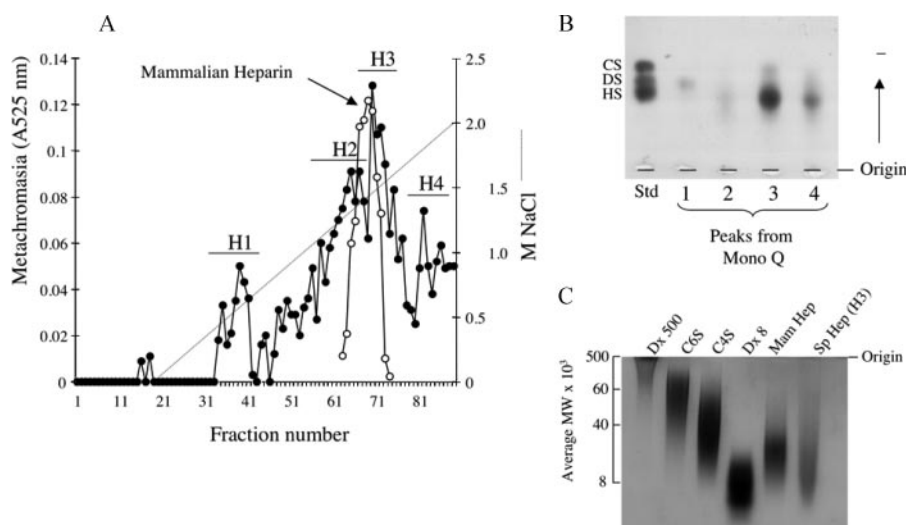 A
Metachromasia (A525 nm)
0.14
0.12
0.1
0.08
0.06
0.04
0.02
0
1 11 21 31 41 51 61 71 81
Fraction number
Mammalian Heparin
H1
H2
H3
H4
2.5
2.0
1.5
1.0
0.5
0
M NaCl
B
CS
DS
HS
–
Origin
Std 1 2 3 4
Peaks from
Mono Q
C
Dx 500
C6S
C4S
Dx 8
Mam Hep
Sp Hep (H3)
Average MW x 10³
500
60
40
8
Origin